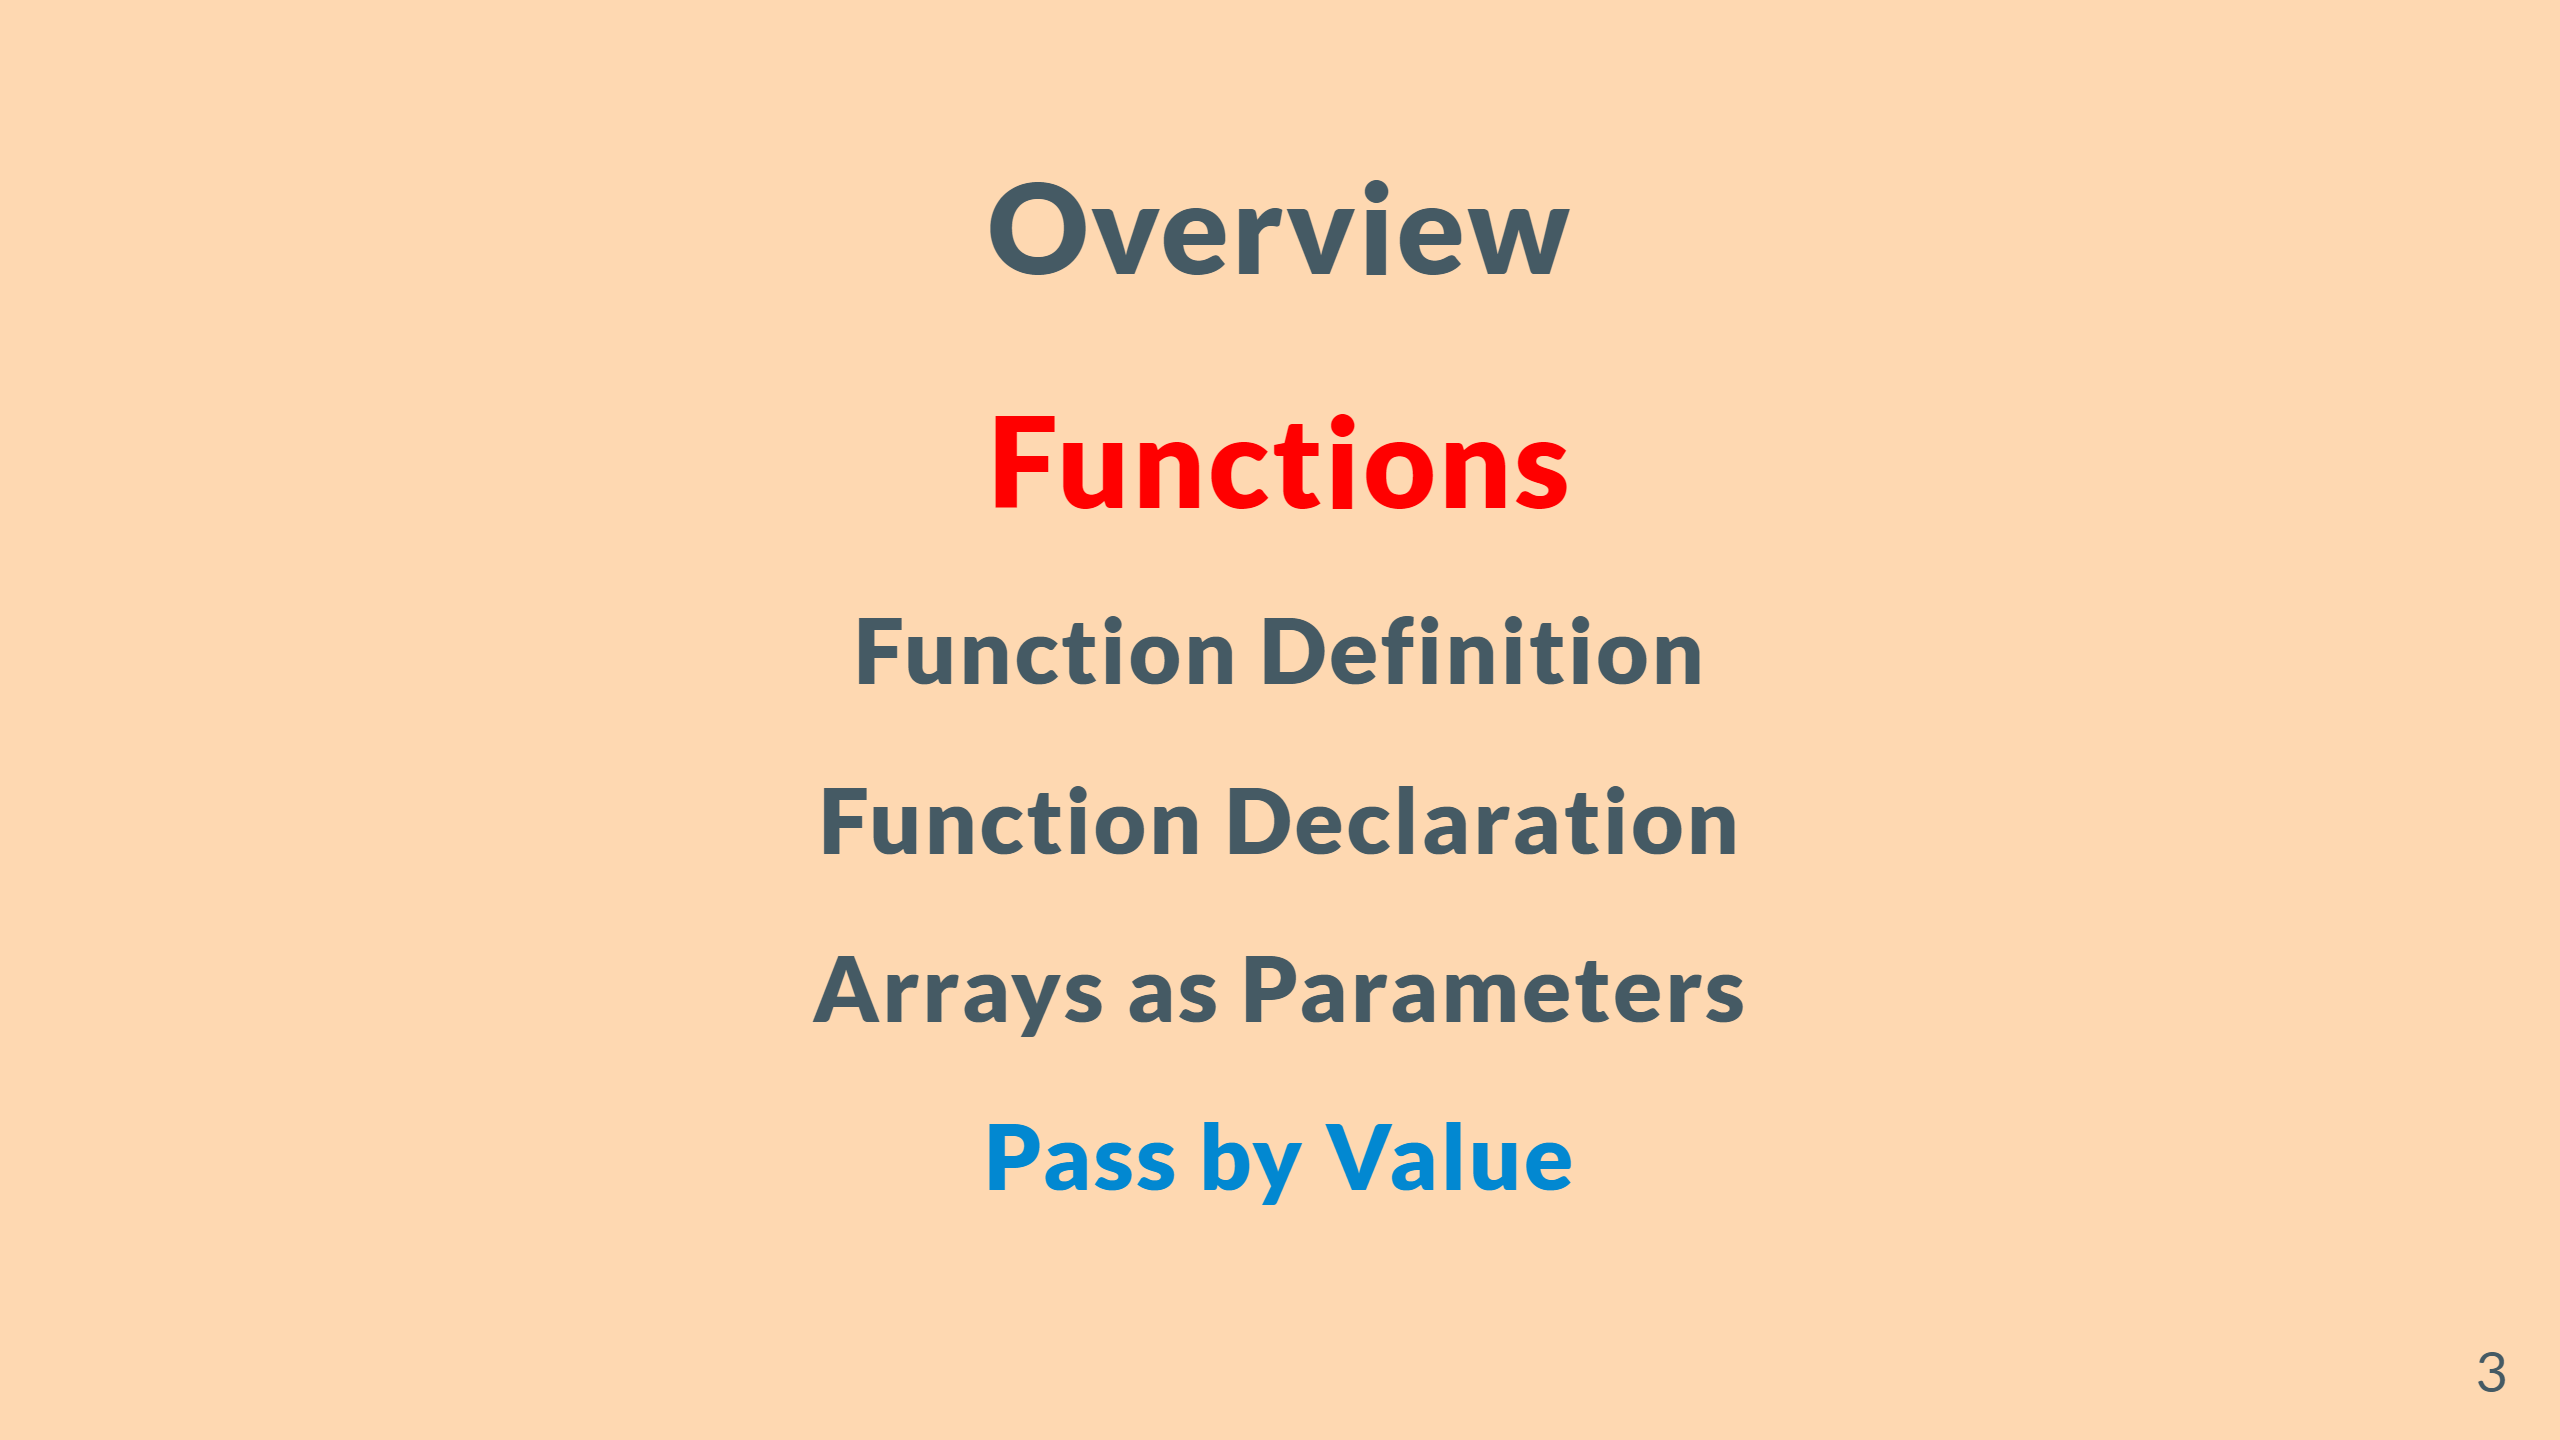 Overview
Functions
Function Definition
Function Declaration
Arrays as Parameters
Pass by Value
3